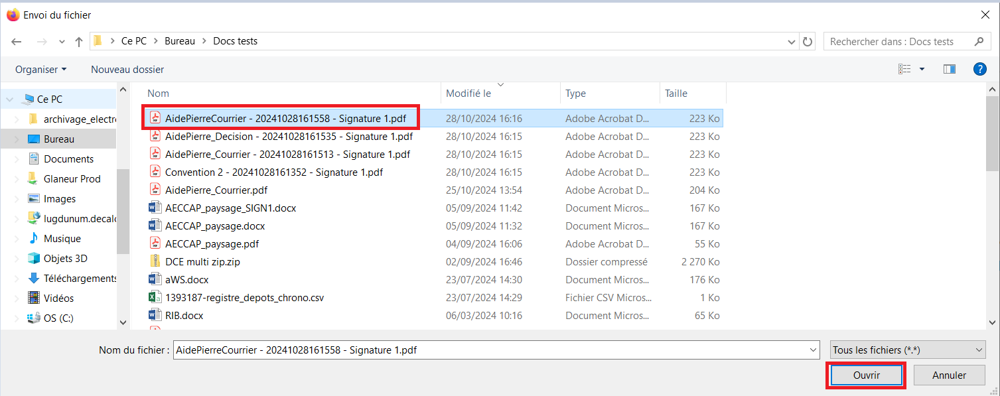 Envoi du fichier
Ce PC > Bureau > Docs tests
Rechercher dans : Docs tests
Organiser
Nouveau dossier
?
Nom
Modifié le
Type
Taille
Ce PC
archivage_electro
Bureau
Documents
Glaneur Prod
Images
lugdunum.decalo
Musique
Objets 3D
Téléchargements
Vidéos
OS (C:)
AidePierreCourrier - 20241028161558 - Signature 1.pdf 28/10/2024 16:16 Adobe Acrobat D... 223 Ko
AidePierre_Decision - 20241028161535 - Signature 1.pdf 28/10/2024 16:15 Adobe Acrobat D... 223 Ko
AidePierre_Courrier - 20241028161513 - Signature 1.pdf 28/10/2024 16:15 Adobe Acrobat D... 223 Ko
Convention 2 - 20241028161352 - Signature 1.pdf 28/10/2024 16:15 Adobe Acrobat D... 223 Ko
AidePierre_Courrier.pdf 25/10/2024 13:54 Adobe Acrobat D... 204 Ko
AECCAP_paysage_SIGN1.docx 05/09/2024 11:42 Document Micros... 167 Ko
AECCAP_paysage.docx 05/09/2024 11:32 Document Micros... 167 Ko
AECCAP_paysage.pdf 04/09/2024 16:06 Adobe Acrobat D... 55 Ko
DCE multi zip.zip 02/09/2024 16:46 Dossier compressé 2 270 Ko
aWS.docx 23/07/2024 14:30 Document Micros... 176 Ko
1393187-registre_depots_chrono.csv 23/07/2024 14:29 Fichier CSV Micros... 1 Ko
RIB.docx 06/03/2024 10:16 Document Micros... 65 Ko
Nom du fichier : AidePierreCourrier - 20241028161558 - Signature 1.pdf
Tous les fichiers (*.*)
Ouvrir
Annuler